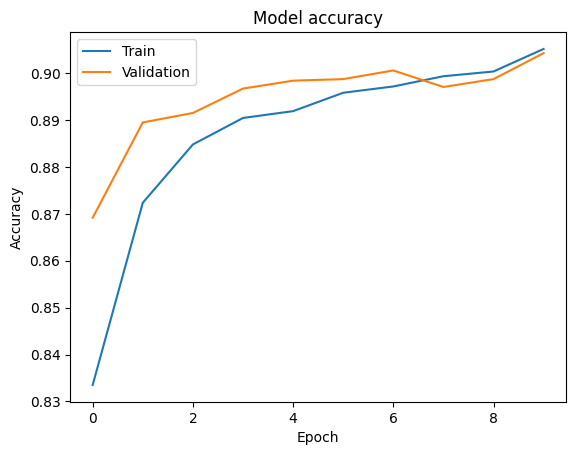 Model accuracy
Train
Validation
0.90
0.89
0.88
0.87
0.86
0.85
0.84
0.83
Accuracy
0 2 4 6 8
Epoch